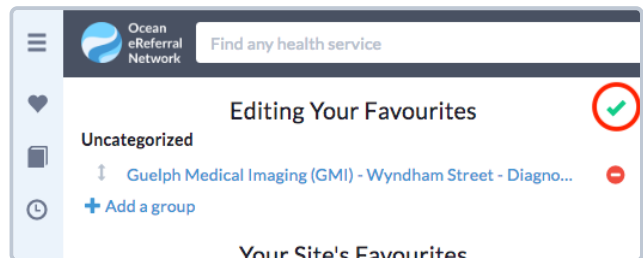 Ocean
eReferral
Network
Find any health service
Editing Your Favourites
Uncategorized
Guelph Medical Imaging (GMI) - Wyndham Street - Diagno...
Add a group
Your Site's Favourites